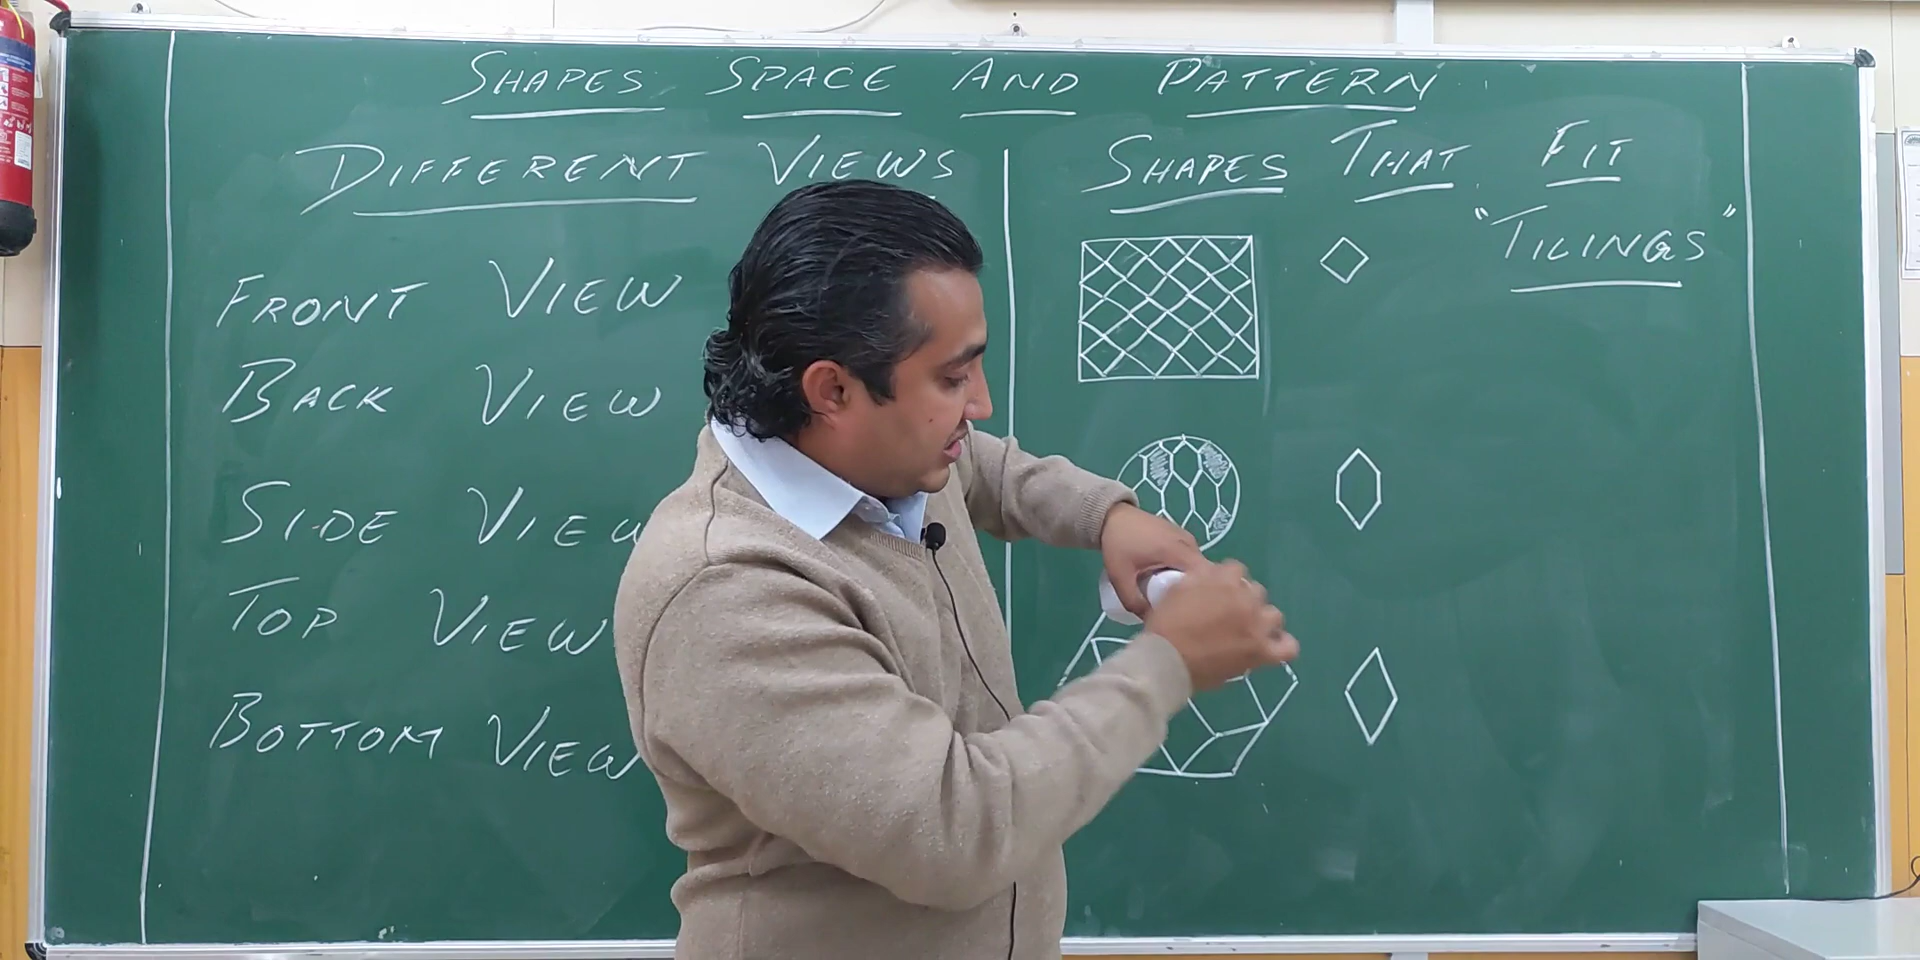 SHAPES SPACE AND PATTERN
DIFFERENT VIEWS
FRONT VIEW
BACK VIEW
SIDE VIEW
TOP VIEW
BOTTOM VIEW
SHAPES THAT FIT
"TILINGS"